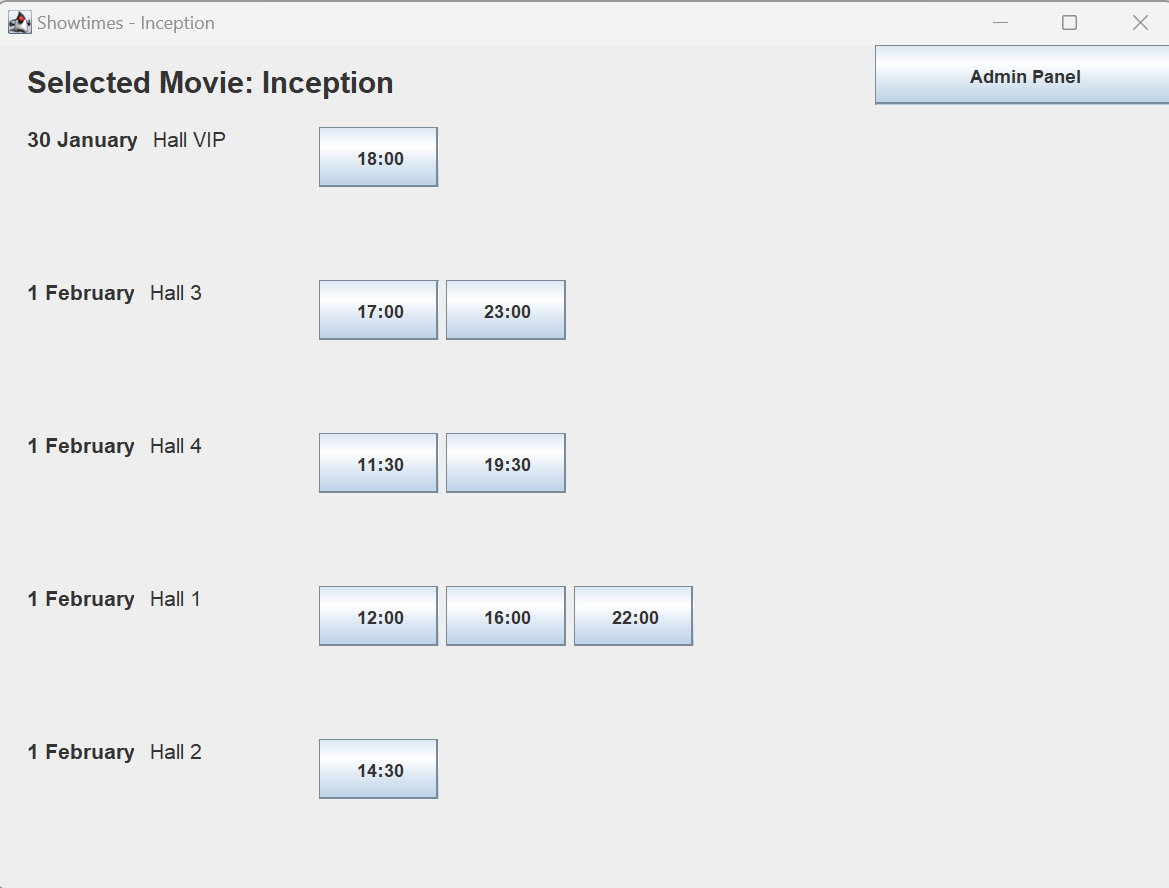 Showtimes - Inception
Selected Movie: Inception
Admin Panel
30 January Hall VIP
18:00
1 February Hall 3
17:00 23:00
1 February Hall 4
11:30 19:30
1 February Hall 1
12:00 16:00 22:00
1 February Hall 2
14:30